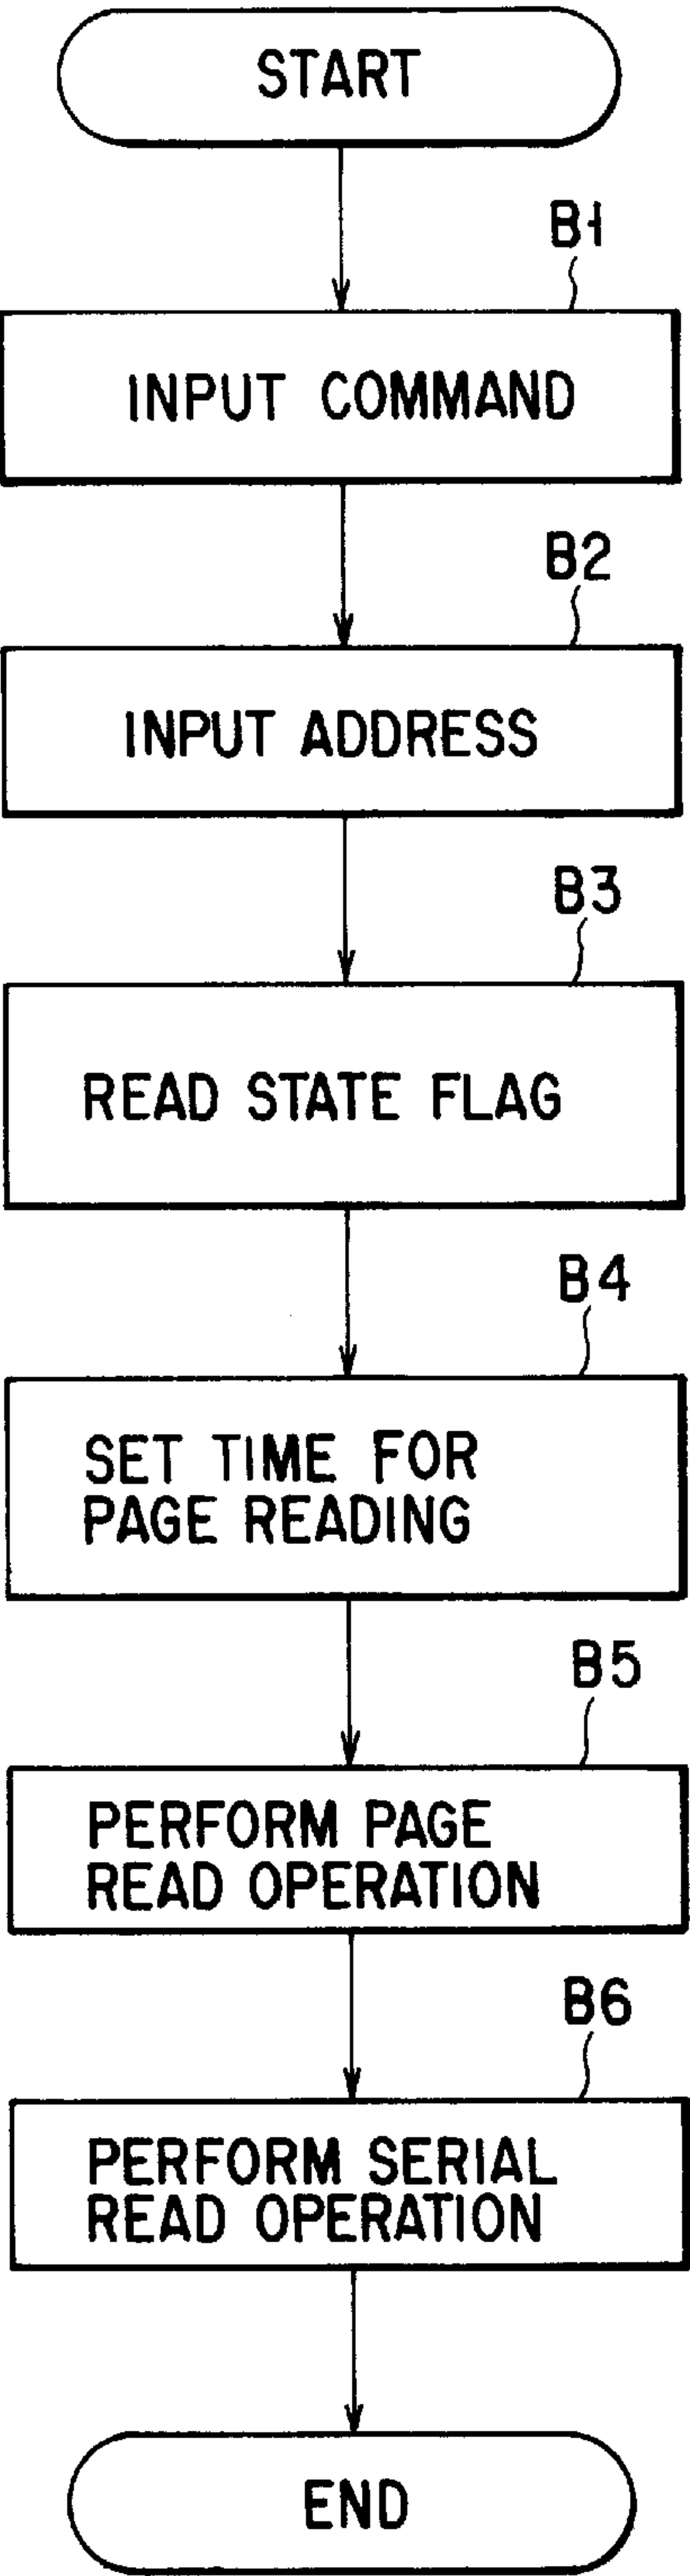 START
B1
INPUT COMMAND
B2
INPUT ADDRESS
B3
READ STATE FLAG
B4
SET TIME FOR
PAGE READING
B5
PERFORM PAGE
READ OPERATION
B6
PERFORM SERIAL
READ OPERATION
END